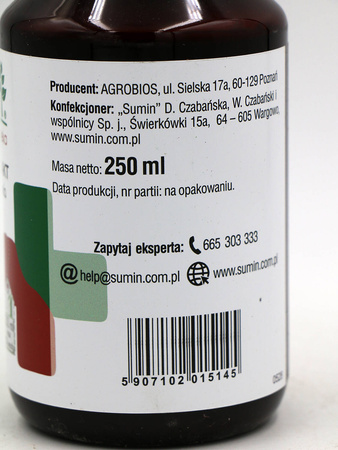 Producent: AGROBIOS, ul. Sielska 17a, 60-129 Poznań
Konfekcjoner: „Sumin” D. Czabańska, W. Czabański i
wspólnicy Sp. j., Świerkówki 15a, 64 – 605 Wargowo,
www.sumin.com.pl
Masa netto: 250 ml
Data produkcji, nr partii: na opakowaniu.
Zapytaj eksperta: 665 303 333
@help@sumin.com.pl www.sumin.com.pl
5 907102 015145